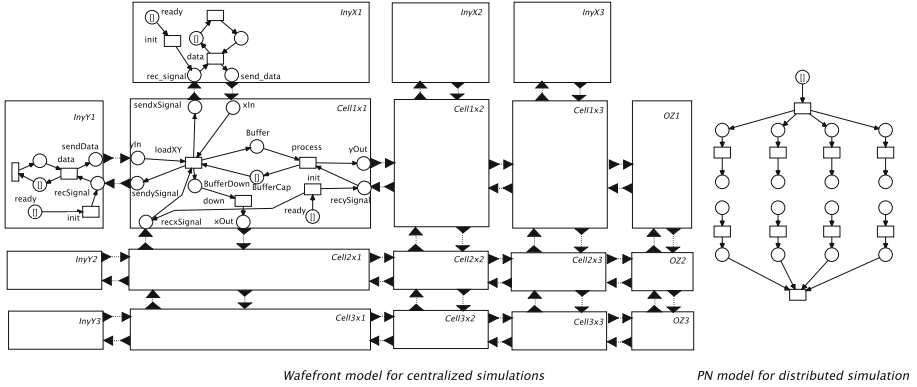 InyX1
ready
[]
init
[]
data
rec_signal
send_data
InyX2
InyX3
InyY1
sendData
data
[]
recSignal
ready
[]
init
Cell1x1
sendxSignal
xIn
yIn
loadXY
Buffer
process
yOut
sendySignal
BufferDown
[]
BufferCap
init
down
recySignal
ready
[]
recxSignal
xOut
Cell1x2
Cell1x3
OZ1
InyY2
Cell2x1
Cell2x2
Cell2x3
OZ2
InyY3
Cell3x1
Cell3x2
Cell3x3
OZ3
[]
Wafefront model for centralized simulations
PN model for distributed simulation